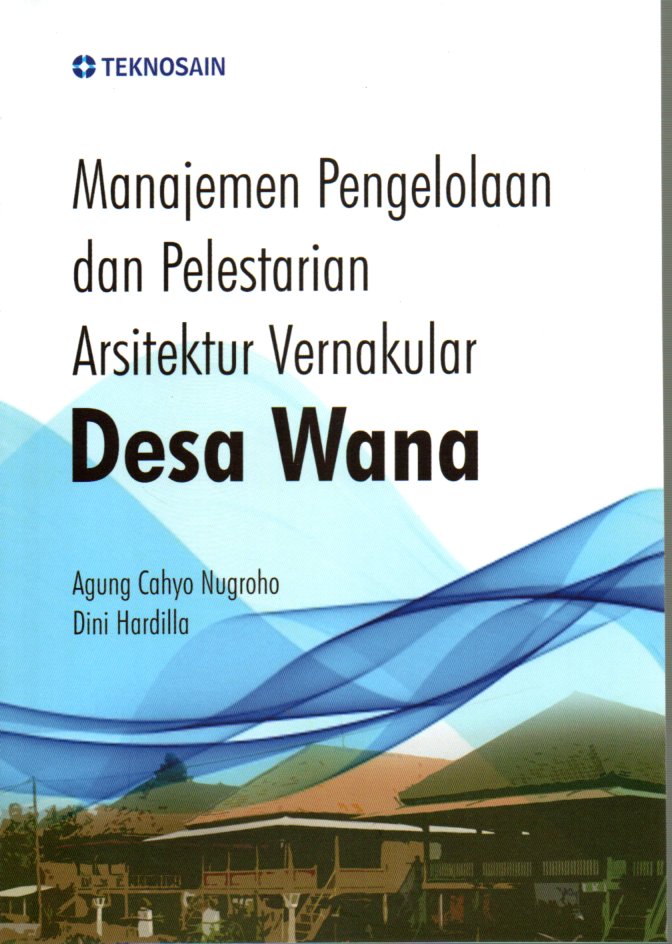 TEKNOSAIN
Manajemen Pengelolaan
dan Pelestarian
Arsitektur Vernakular
Desa Wana
Agung Cahyo Nugroho
Dini Hardilla